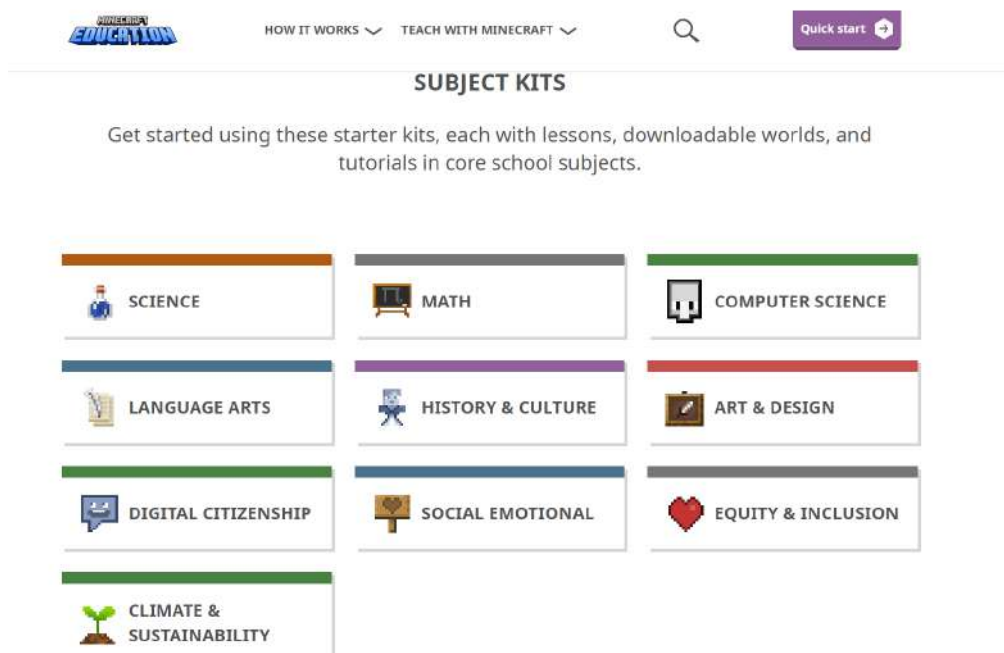 MINECRAFT
EDUCATION
HOW IT WORKS
TEACH WITH MINECRAFT
Quick start
SUBJECT KITS
Get started using these starter kits, each with lessons, downloadable worlds, and
tutorials in core school subjects.
SCIENCE
MATH
COMPUTER SCIENCE
LANGUAGE ARTS
HISTORY & CULTURE
ART & DESIGN
DIGITAL CITIZENSHIP
SOCIAL EMOTIONAL
EQUITY & INCLUSION
CLIMATE &
SUSTAINABILITY